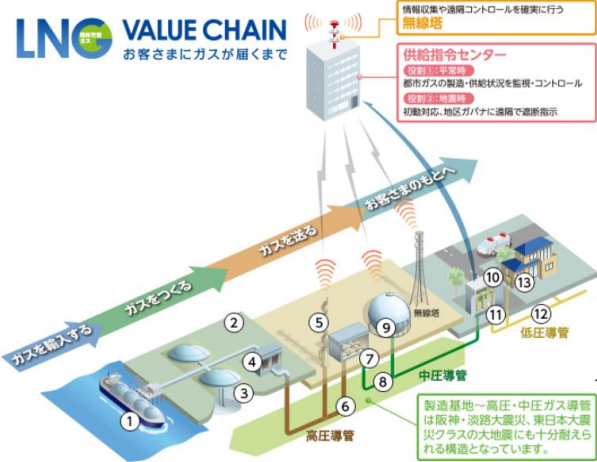 情報収集や遠隔コントロールを確実に行う
無線塔
LNG VALUE CHAIN
お客さまにガスが届くまで
供給指令センター
役割①:平常時
都市ガスの製造・供給状況を監視・コントロール
役割②:地震時
初動対応、地区ガバナに遠隔で遮断指示
お客さまのもとへ
ガスを送る
ガスをつくる
ガスを輸入する
無線塔
①
②
③
④
⑤
⑥
⑦
⑧
⑨
⑩
⑪
⑫
⑬
低圧導管
中圧導管
高圧導管
製造基地~高圧・中圧ガス導管
は阪神・淡路大震災、東日本大震
災クラスの大地震にも十分耐えら
れる構造となっています。